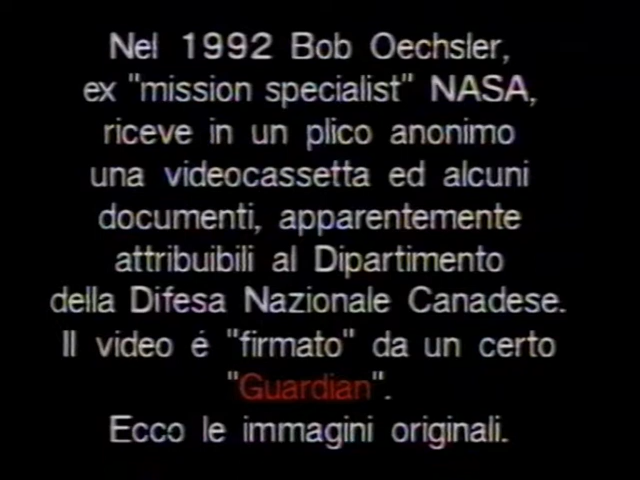 Nel 1992 Bob Oechsler,
ex "mission specialist" NASA,
riceve in un plico anonimo
una videocassetta ed alcuni
documenti, apparentemente
attribuibili al Dipartimento
della Difesa Nazionale Canadese.
Il video é "firmato" da un certo
"Guardian".
Ecco le immagini originali.